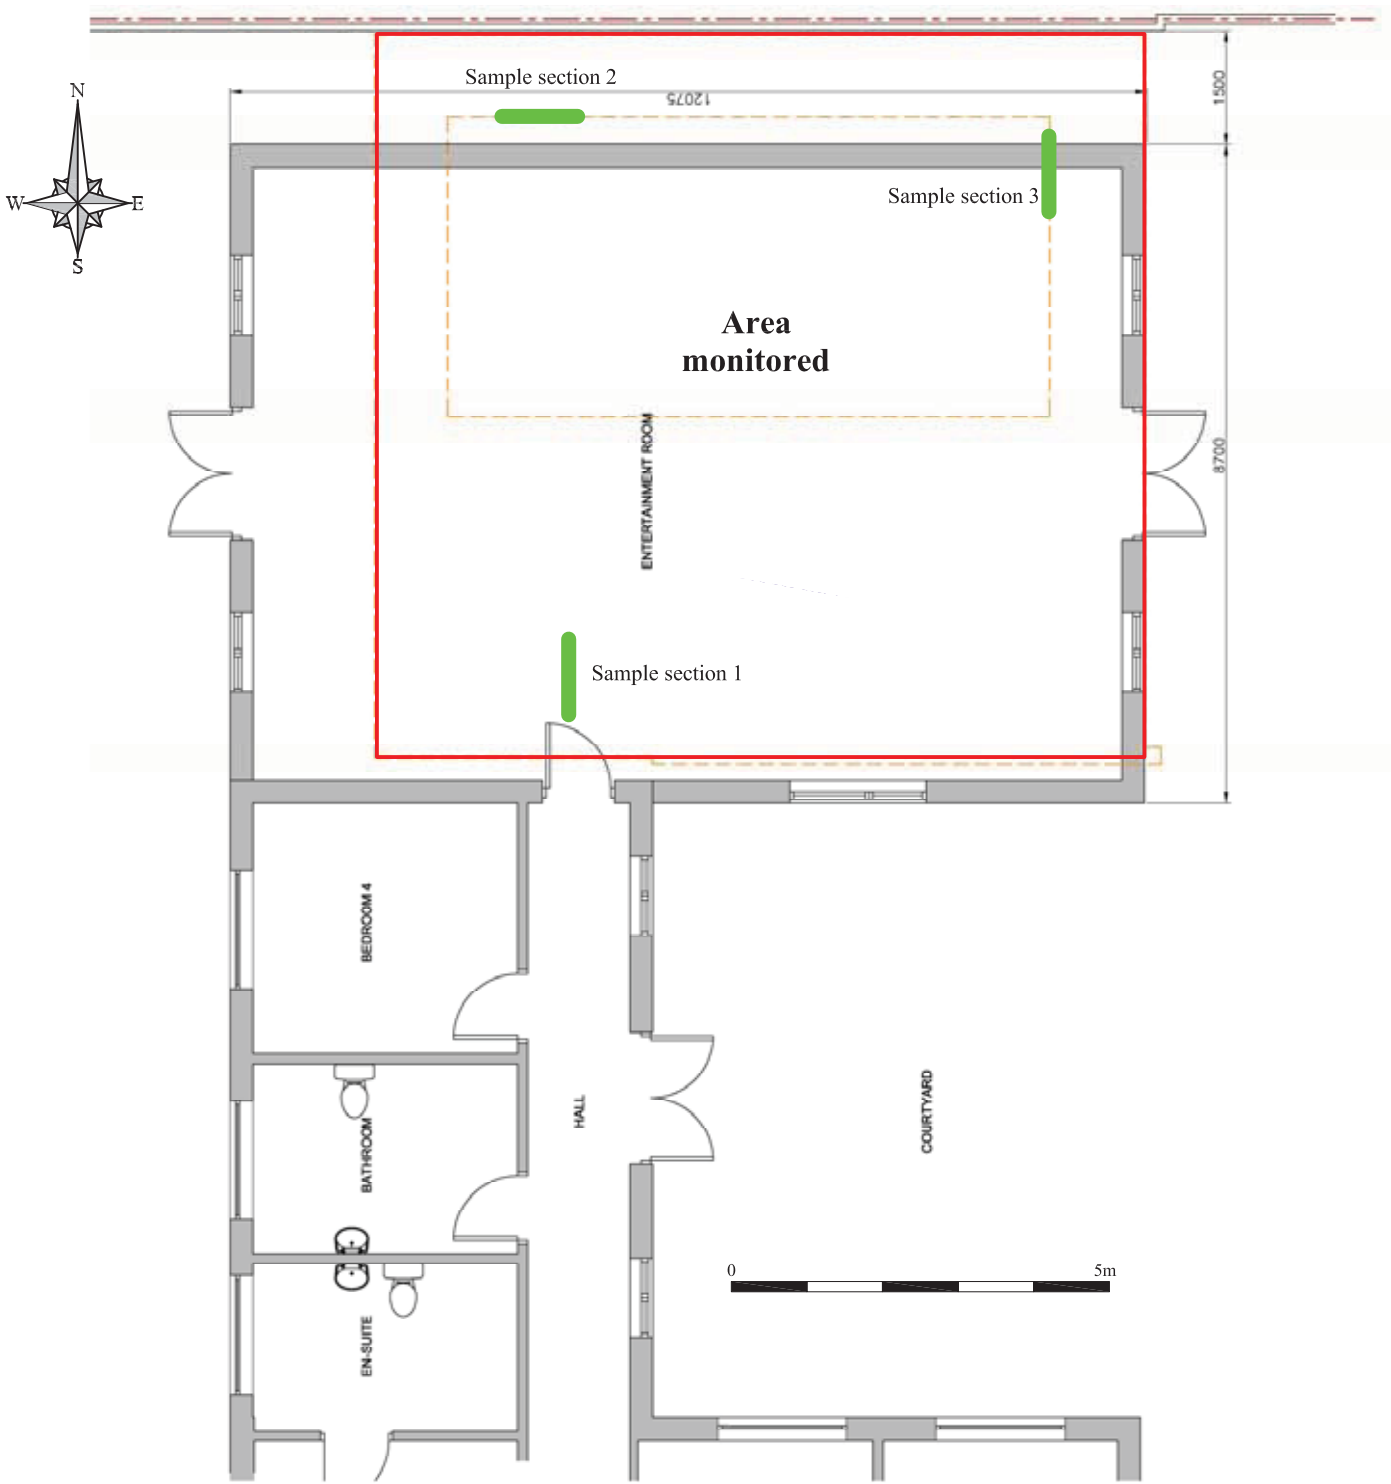 Sample section 2
N
12075
1500
W
E
Sample section 3
S
Area
monitored
ENTERTAINMENT ROOM
8700
Sample section 1
BEDROOM 4
HALL
COURTYARD
BATHROOM
0
5m
EN-SUITE